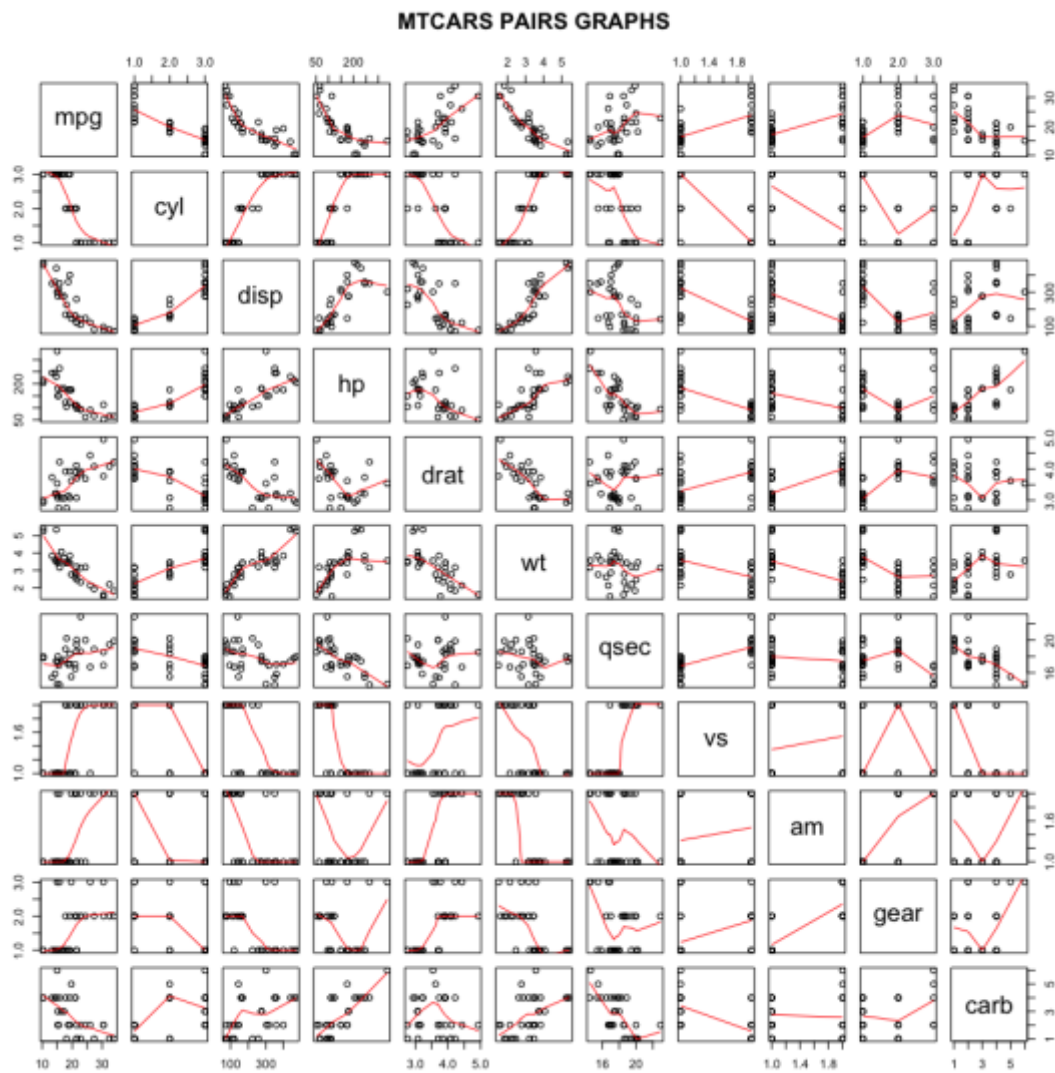 MTCARS PAIRS GRAPHS
1.0 2.0 3.0 50 200 2 3 4 5 1.0 1.4 1.8 1.0 2.0 3.0
mpg
10 20 30
cyl
1.0 2.0 3.0
disp
100 300
hp
50 200
drat
3.0 4.0 5.0
wt
2 3 4 5
qsec
16 20
vs
1.0 1.6
am
1.0 1.6
gear
1.0 2.0 3.0
carb
1 3 5
10 20 30 100 300 3.0 4.0 5.0 16 20 1.0 1.4 1.8 1 3 5